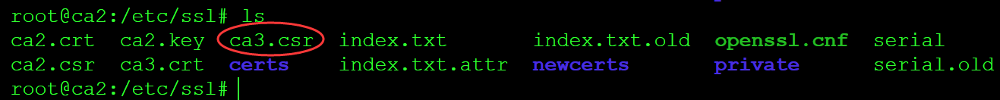 root@ca2:/etc/ssl# ls
ca2.crt  ca2.key  ca3.csr  index.txt       index.txt.old  openssl.cnf  serial
ca2.csr  ca3.crt  certs    index.txt.attr  newcerts       private      serial.old
root@ca2:/etc/ssl#